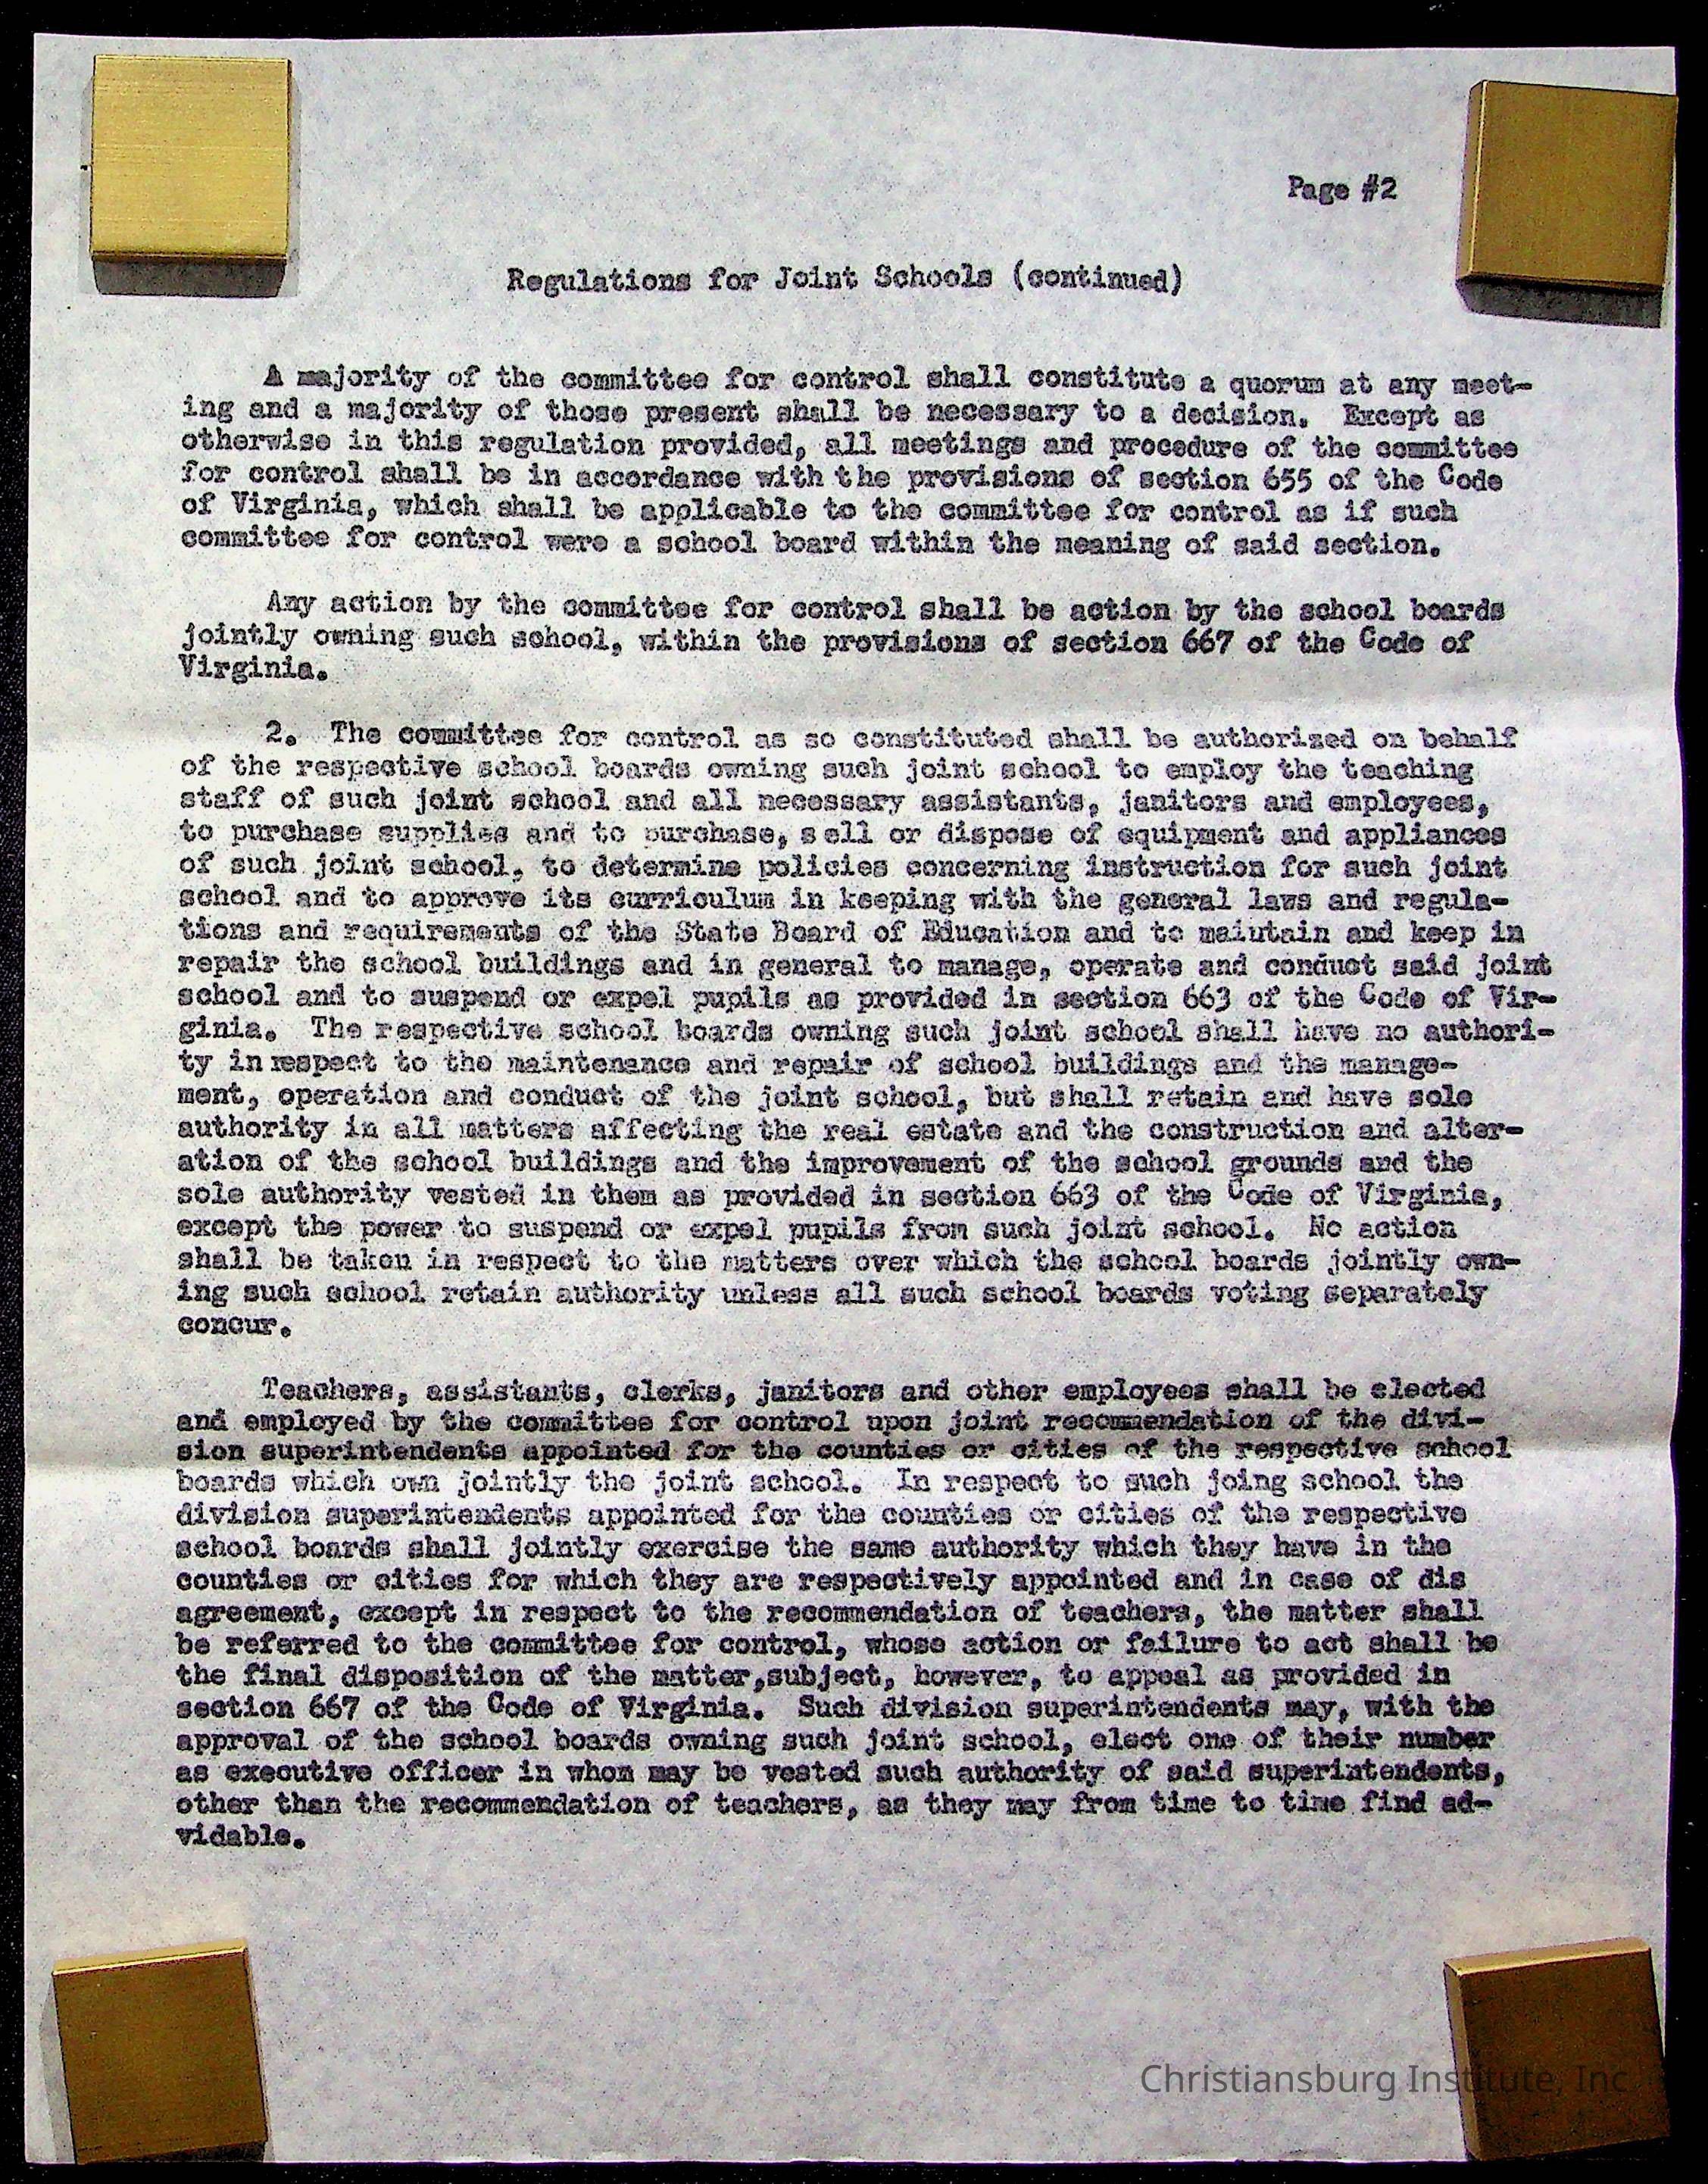 Page #2
Regulations for Joint Schools (continued)
A majority of the committee for control shall constitute a quorum at any meet-
ing and a majority of those present shall be necessary to a decision. Except as
otherwise in this regulation provided, all meetings and procedure of the committee
for control shall be in accordance with the provisions of section 655 of the Code
of Virginia, which shall be applicable to the committee for control as if such
committee for control were a school board within the meaning of said section.
Any action by the committee for control shall be action by the school boards
jointly owning such school, within the provisions of section 667 of the Code of
Virginia.
2. The committee for control as so constituted shall be authorized on behalf
of the respective school boards owning such joint school to employ the teaching
staff of such joint school and all necessary assistants, janitors and employees,
to purchase supplies and to purchase, sell or dispose of equipment and appliances
of such joint school, to determine policies concerning instruction for such joint
school and to approve its curriculum in keeping with the general laws and regula-
tions and requirements of the State Board of Education and to maiutain and keep in
repair the school buildings and in general to manage, operate and conduct said joint
school and to suspend or expel pupils as provided in section 663 of the Code of Vir-
ginia. The respective school boards owning such joint school shall have no authori-
ty in respect to the maintenance and repair of school buildings and the manage-
ment, operation and conduct of the joint school, but shall retain and have sole
authority in all matters affecting the real estate and the construction and alter-
ation of the school buildings and the improvement of the school grounds and the
sole authority vested in them as provided in section 663 of the Code of Virginia,
except the power to suspend or expel pupils from such joint school. No action
shall be taken in respect to the matters over which the school boards jointly own-
ing such school retain authority unless all such school boards voting separately
concur.
Teachers, assistants, clerks, janitors and other employees shall be elected
and employed by the committee for control upon joint recommendation of the divi-
sion superintendents appointed for the counties or cities of the respective school
boards which own jointly the joint school. In respect to such joing school the
division superintendents appointed for the counties or cities of the respective
school boards shall jointly exercise the same authority which they have in the
counties or cities for which they are respectively appointed and in case of dis
agreement, except in respect to the recommendation of teachers, the matter shall
be referred to the committee for control, whose action or failure to act shall be
the final disposition of the matter,subject, however, to appeal as provided in
section 667 of the Code of Virginia. Such division superintendents may, with the
approval of the school boards owning such joint school, elect one of their number
as executive officer in whom may be vested such authority of said superintendents,
other than the recommendation of teachers, as they may from time to time find ad-
vidable.
Christiansburg Institute, Inc